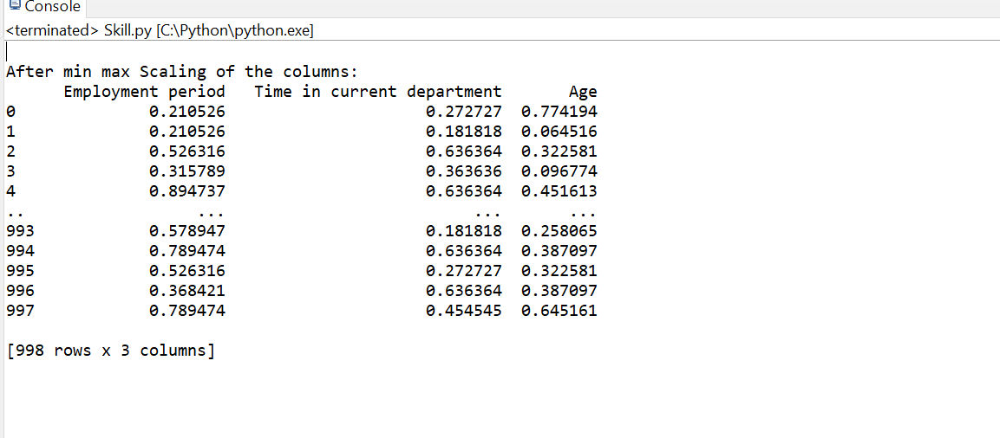 Console
<terminated> Skill.py [C:\Python\python.exe]
After min max Scaling of the columns:
Employment period Time in current department Age
0 0.210526 0.272727 0.774194
1 0.210526 0.181818 0.064516
2 0.526316 0.636364 0.322581
3 0.315789 0.363636 0.096774
4 0.894737 0.636364 0.451613
.. ... ... ...
993 0.578947 0.181818 0.258065
994 0.789474 0.636364 0.387097
995 0.526316 0.272727 0.322581
996 0.368421 0.636364 0.387097
997 0.789474 0.454545 0.645161
[998 rows x 3 columns]